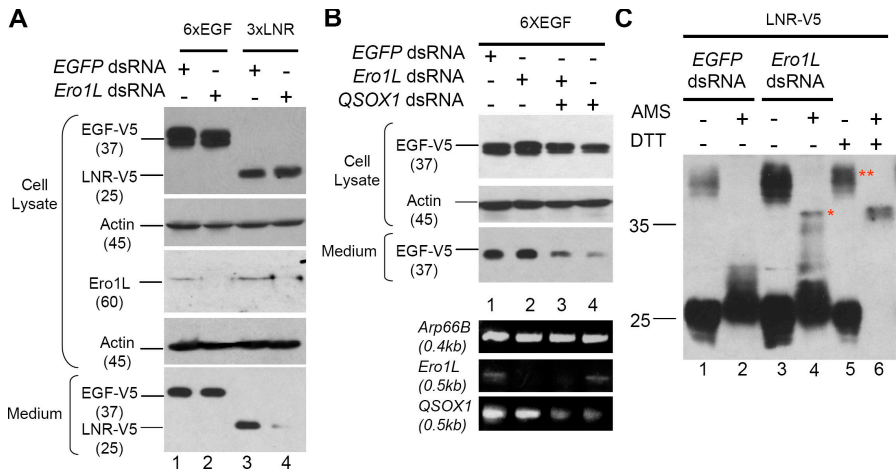 A
6xEGF 3xLNR
EGFP dsRNA + - + -
Ero1L dsRNA - + - +
Cell Lysate
EGF-V5
(37)
LNR-V5
(25)
Actin
(45)
Ero1L
(60)
Actin
(45)
Medium
EGF-V5
(37)
LNR-V5
(25)
1 2 3 4
B
6XEGF
EGFP dsRNA + - - -
Ero1L dsRNA - + + -
QSOX1 dsRNA - - + +
Cell Lysate
EGF-V5
(37)
Actin
(45)
Medium
EGF-V5
(37)
1 2 3 4
Arp66B
(0.4kb)
Ero1L
(0.5kb)
QSOX1
(0.5kb)
C
LNR-V5
EGFP dsRNA
Ero1L dsRNA
AMS - + - + - +
DTT - - - - + +
**
*
35
25
1 2 3 4 5 6